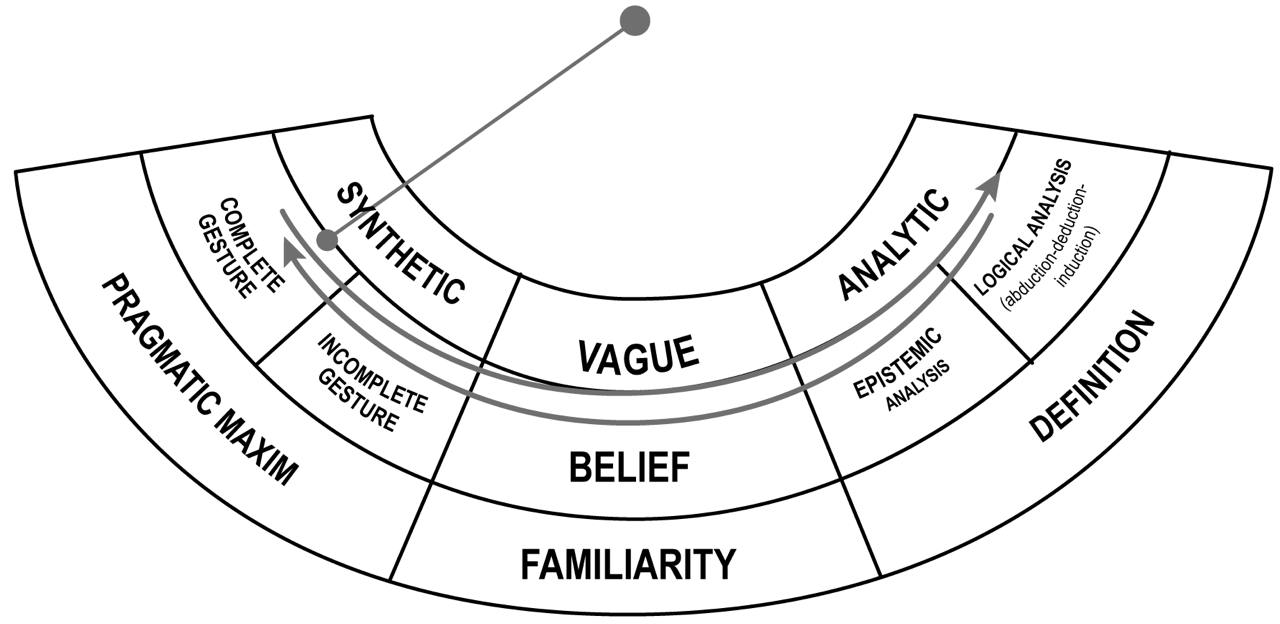 SYNTHETIC
VAGUE
ANALYTIC
COMPLETE
GESTURE
INCOMPLETE
GESTURE
BELIEF
EPISTEMIC
ANALYSIS
LOGICAL ANALYSIS
(abduction-deduction-
induction)
PRAGMATIC MAXIM
FAMILIARITY
DEFINITION